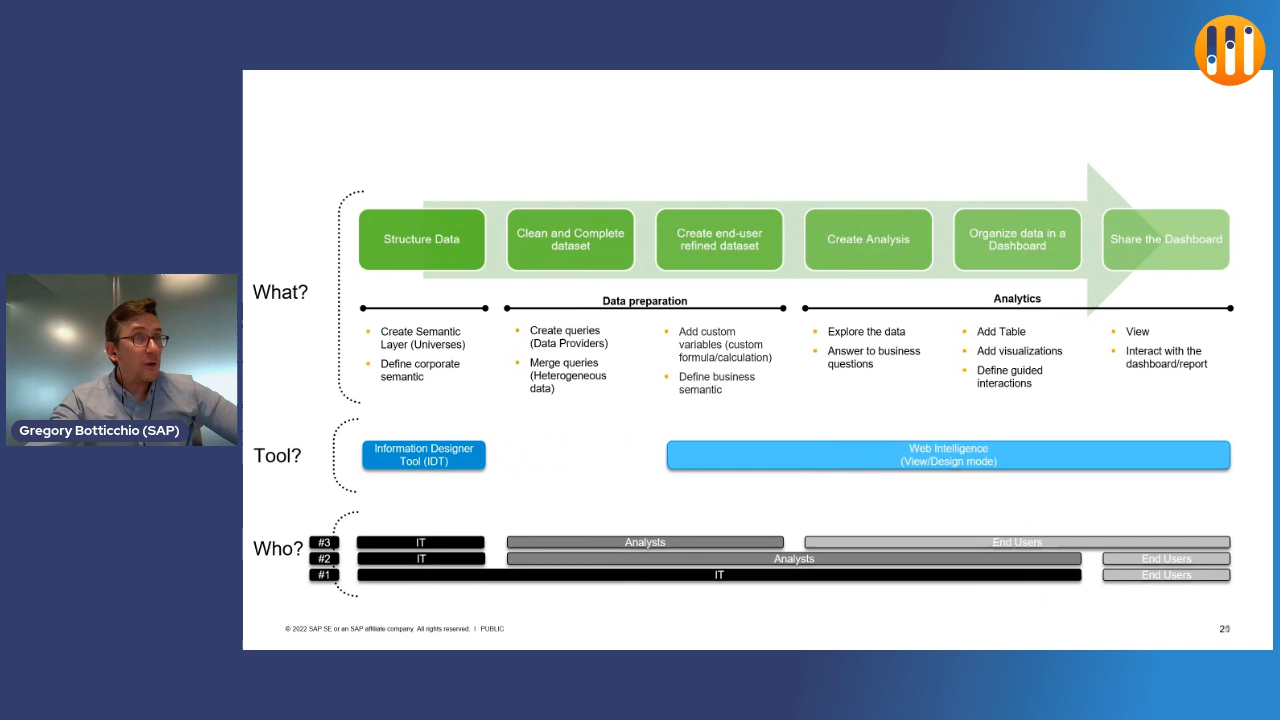 Structure Data
Clean and Complete
dataset
Create end-user
refined dataset
Create Analysis
Organize data in a
Dashboard
Share the Dashboard
What?
Data preparation
Analytics
Create Semantic
Layer (Universes)
Define corporate
semantic
Create queries
(Data Providers)
Merge queries
(Heterogeneous
data)
Add custom
variables (custom
formula/calculation)
Define business
semantic
Explore the data
Answer to business
questions
Add Table
Add visualizations
Define guided
interactions
View
Interact with the
dashboard/report
Gregory Botticchio (SAP)
Tool?
Information Designer
Tool (IDT)
Web Intelligence
(View/Design mode)
Who?
#3 IT Analysts End Users
#2 IT Analysts End Users
#1 IT End Users
© 2022 SAP SE or an SAP affiliate company. All rights reserved. I PUBLIC